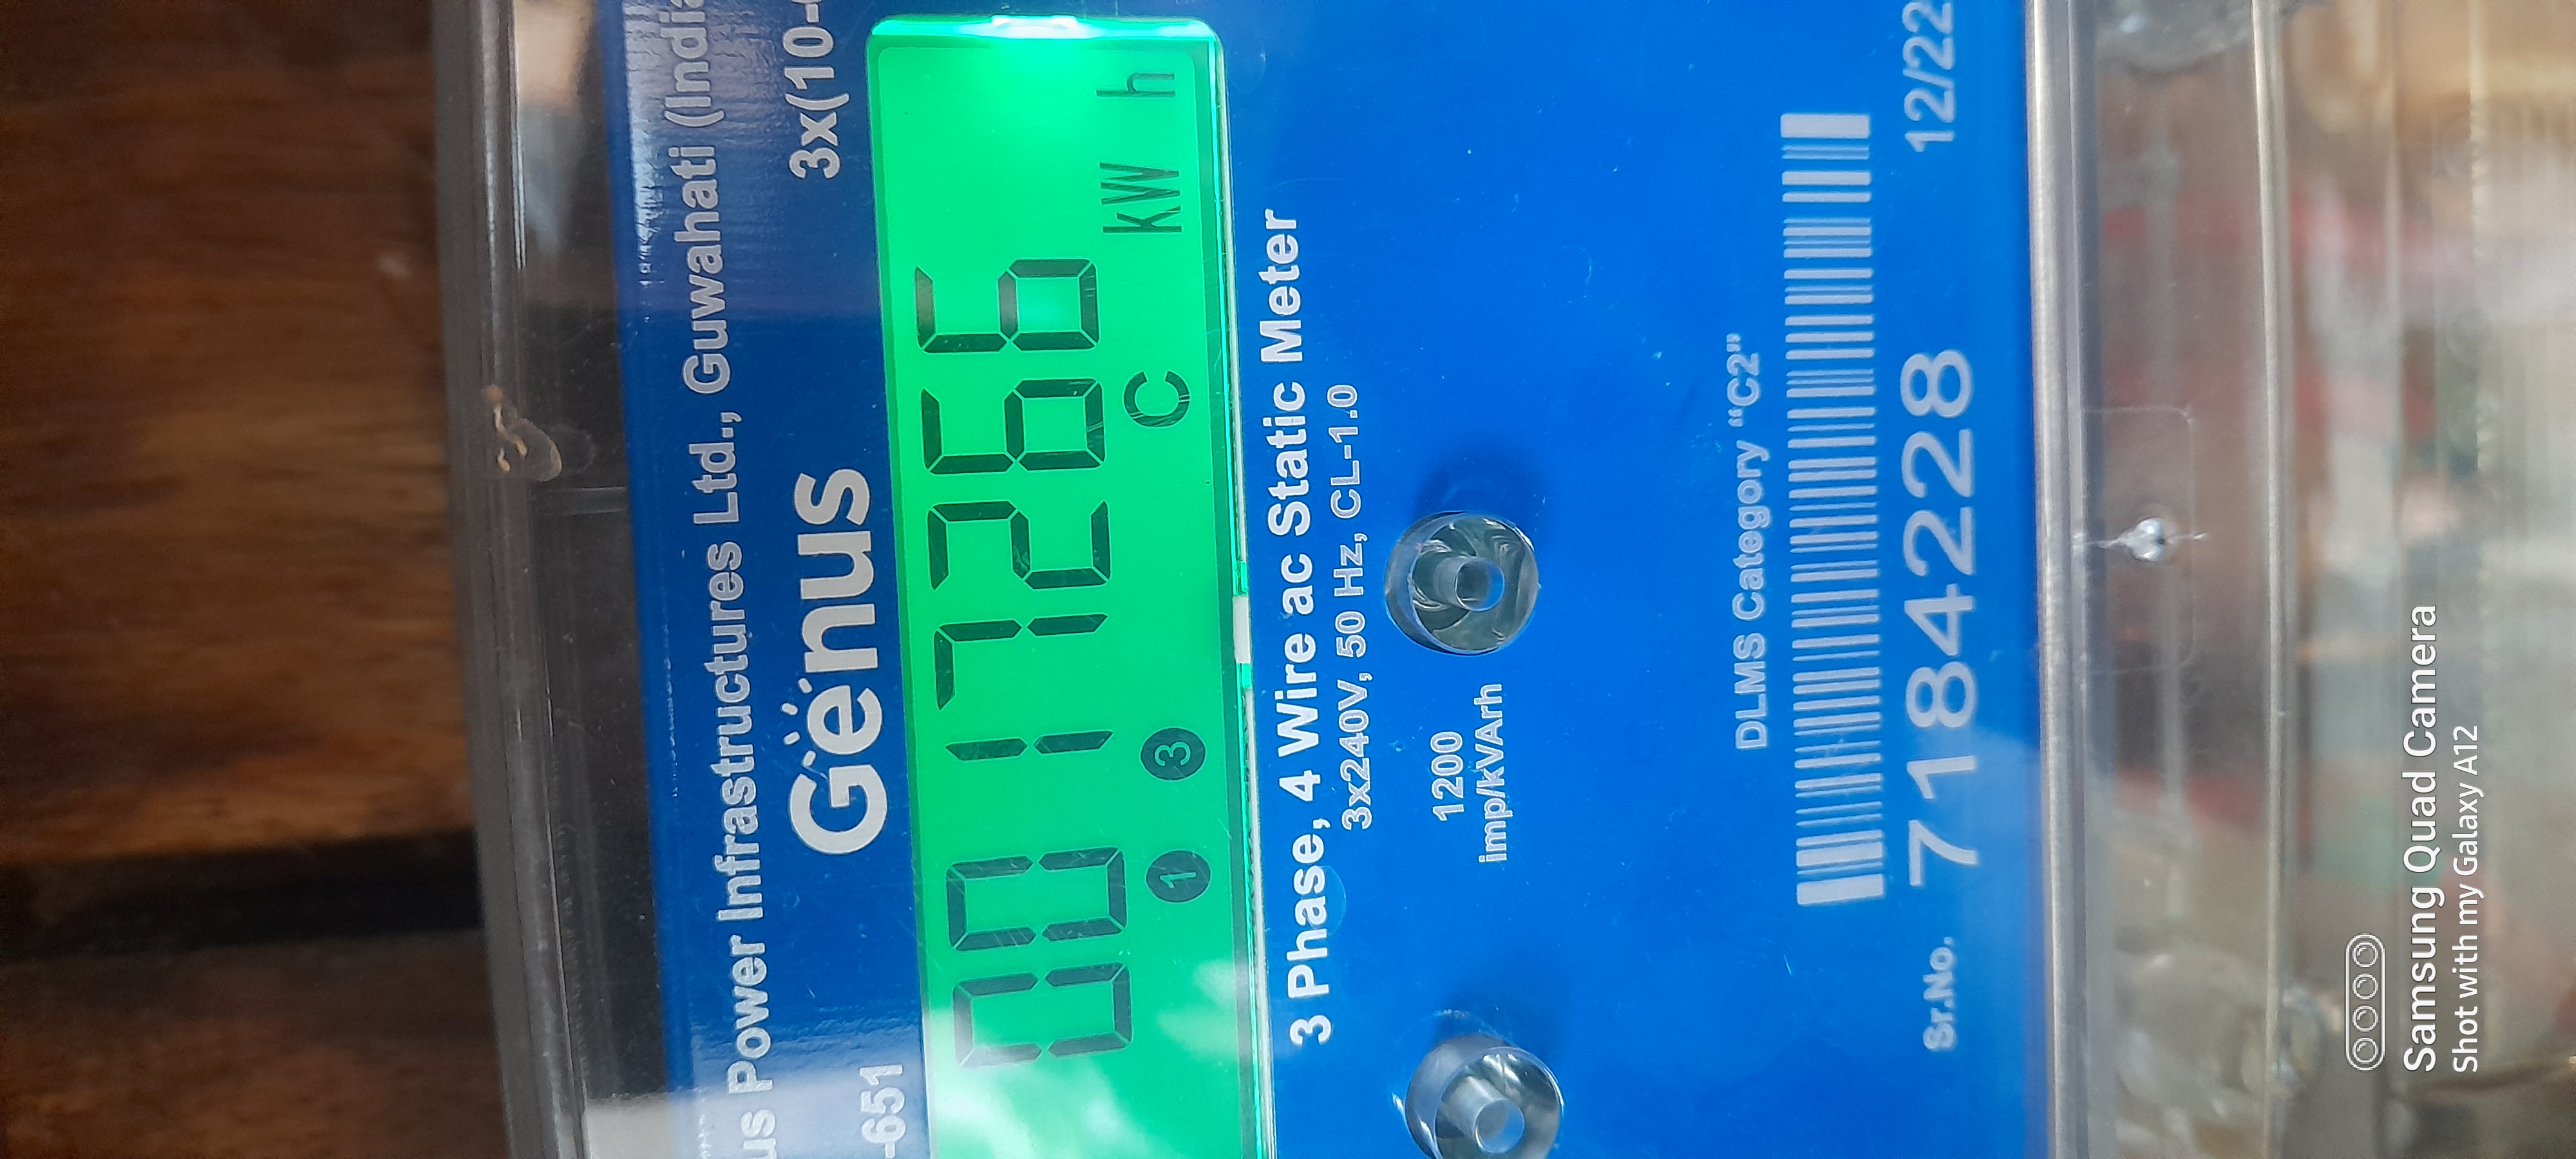 us Power Infrastructures Ltd., Guwahati (India
-651 Genus 3x(10-
0017266
1 3 C kW h
3 Phase, 4 Wire ac Static Meter
3x240V, 50 Hz, CL-1.0
1200
imp/kVArh
DLMS Category "C2"
Sr.No. 7184228 12/22
Samsung Quad Camera
Shot with my Galaxy A12